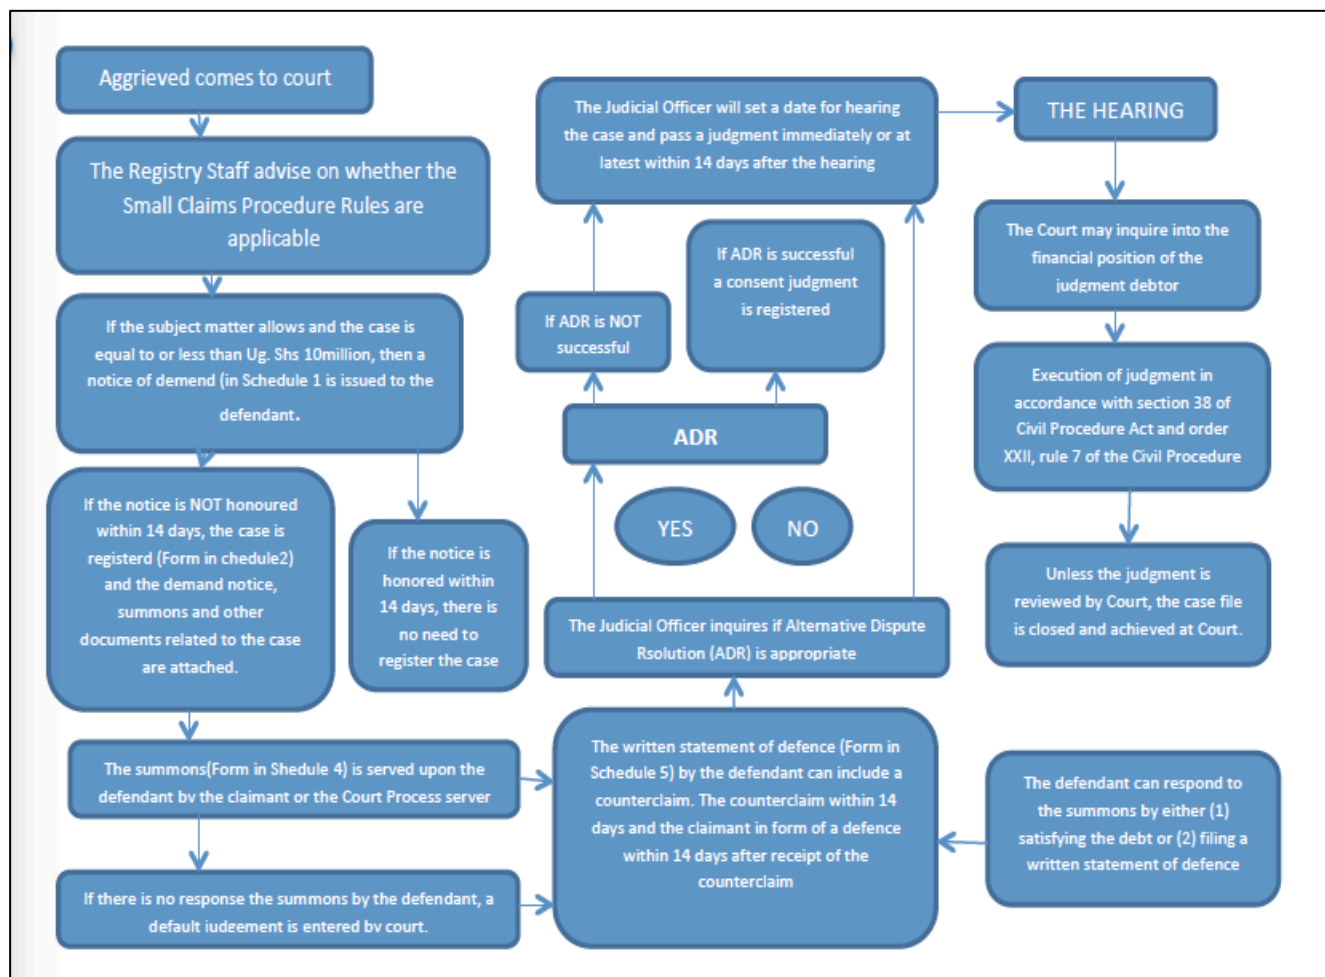 Aggrieved comes to court
The Registry Staff advise on whether the
Small Claims Procedure Rules are
applicable
If the subject matter allows and the case is
equal to or less than Ug. Shs 10million, then a
notice of demend (in Schedule 1 is issued to the
defendant.
If the notice is NOT honoured
within 14 days, the case is
registerd (Form in chedule2)
and the demand notice,
summons and other
documents related to the case
are attached.
If the notice is
honored within
14 days, there is
no need to
register the case
The summons(Form in Shedule 4) is served upon the
defendant by the claimant or the Court Process server
If there is no response the summons by the defendant, a
default judgement is entered by court.
The written statement of defence (Form in
Schedule 5) by the defendant can include a
counterclaim. The counterclaim within 14
days and the claimant in form of a defence
within 14 days after receipt of the
counterclaim
The defendant can respond to
the summons by either (1)
satisfying the debt or (2) filing a
written statement of defence
The Judicial Officer inquires if Alternative Dispute
Rsolution (ADR) is appropriate
YES
NO
ADR
If ADR is NOT
successful
If ADR is successful
a consent judgment
is registered
The Judicial Officer will set a date for hearing
the case and pass a judgment immediately or at
latest within 14 days after the hearing
THE HEARING
The Court may inquire into the
financial position of the
judgment debtor
Execution of judgment in
accordance with section 38 of
Civil Procedure Act and order
XXII, rule 7 of the Civil Procedure
Unless the judgment is
reviewed by Court, the case file
is closed and achieved at Court.